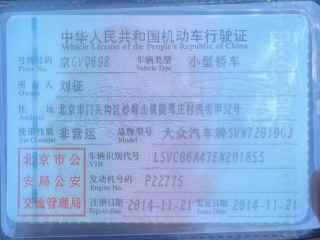 中华人民共和国机动车行驶证
Vehicle License of the People's Republic of China
号牌号码 京GVQ698 车辆类型 小型轿车
Plate No. Vehicle Type
所有人 刘征
住址 北京市门头沟区妙峰山镇陇驾庄村西街甲32号
Address
使用性质 非营运 品牌型号 大众汽车牌SVW72010GJ
Use Character
北京市公安局公安交通管理局
车辆识别代号 LSVC06A47EN201855
VIN
发动机号码 P22775
Engine No.
注册日期 2014-11-21 发证日期 2014-11-21
Register Date Issue Date